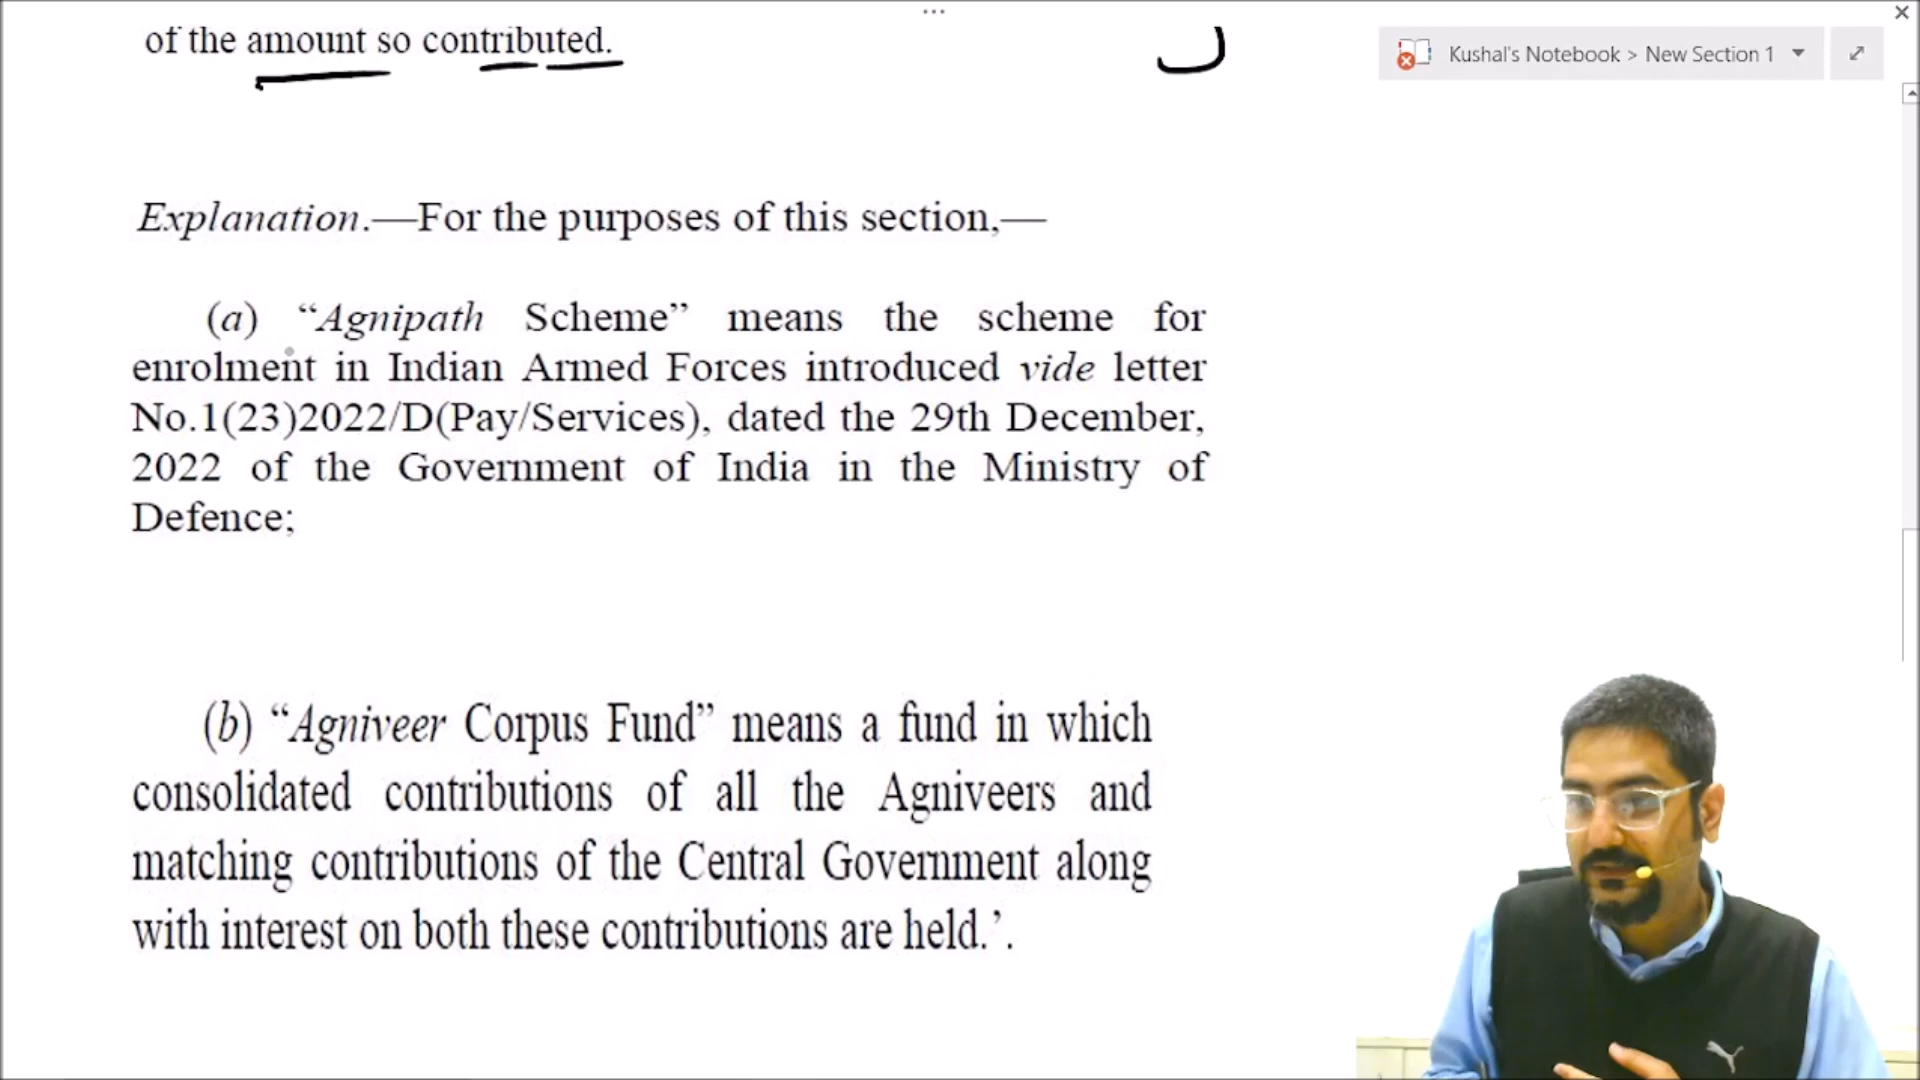 ...
of the amount so contributed.
Kushal's Notebook > New Section 1
Explanation.—For the purposes of this section,—
(a) “Agnipath Scheme” means the scheme for
enrolment in Indian Armed Forces introduced vide letter
No.1(23)2022/D(Pay/Services), dated the 29th December,
2022 of the Government of India in the Ministry of
Defence;
(b) “Agniveer Corpus Fund” means a fund in which
consolidated contributions of all the Agniveers and
matching contributions of the Central Government along
with interest on both these contributions are held.’.